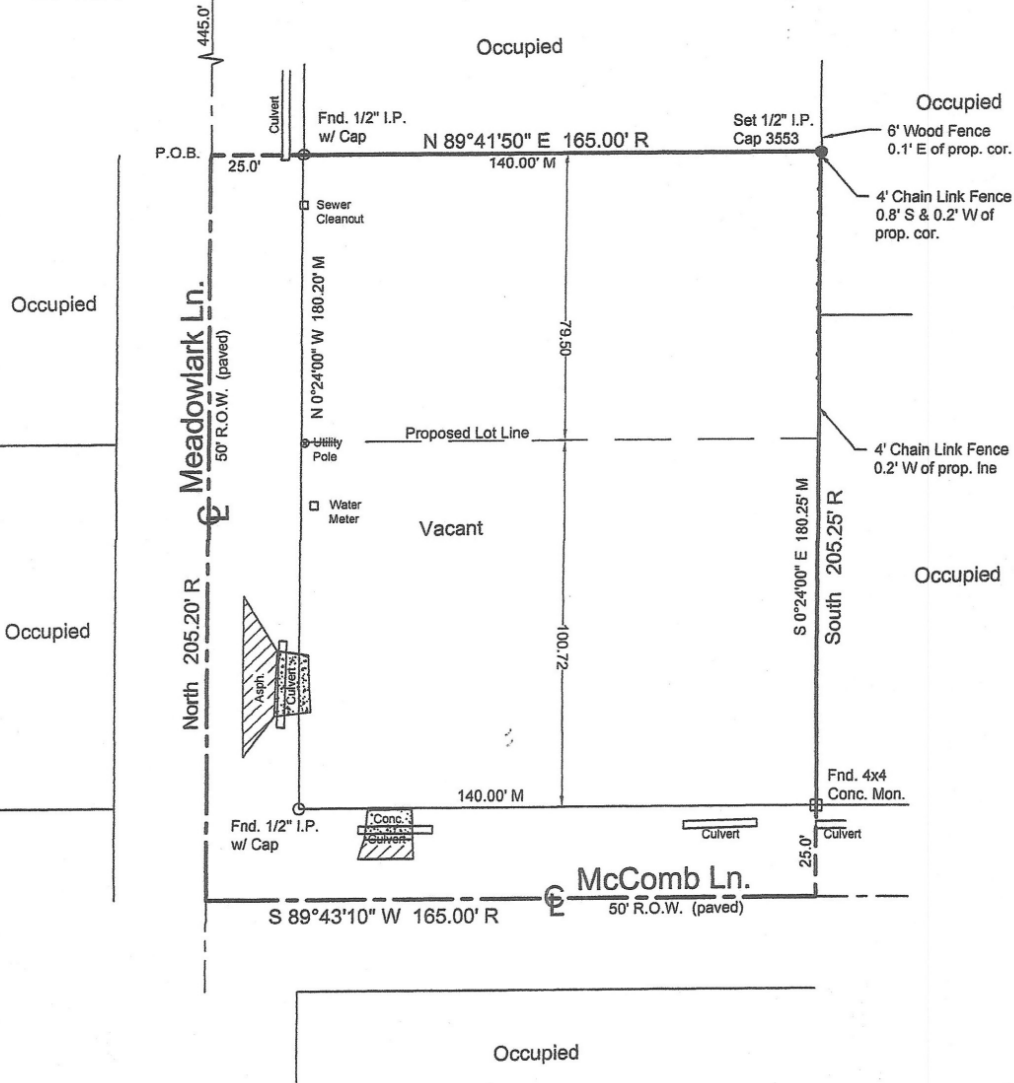 445.0'
Occupied
Culvert
Fnd. 1/2" I.P.
w/ Cap
N 89°41'50" E 165.00' R
140.00' M
Set 1/2" I.P.
Cap 3553
Occupied
6' Wood Fence
0.1' E of prop. cor.
P.O.B.
25.0'
4' Chain Link Fence
0.8' S & 0.2' W of
prop. cor.
Sewer
Cleanout
Occupied
Meadowlark Ln.
50' R.O.W. (paved)
N 0°24'00" W 180.20' M
79.50
Utility
Pole
Proposed Lot Line
4' Chain Link Fence
0.2' W of prop. lne
Water
Meter
Vacant
S 0°24'00" E 180.25' M
South 205.25' R
Occupied
Occupied
North 205.20' R
Asph.
Culvert
100.72
Fnd. 4x4
Conc. Mon.
140.00' M
Fnd. 1/2" I.P.
w/ Cap
Conc.
Culvert
Culvert
Culvert
25.0'
McComb Ln.
50' R.O.W. (paved)
S 89°43'10" W 165.00' R
Occupied